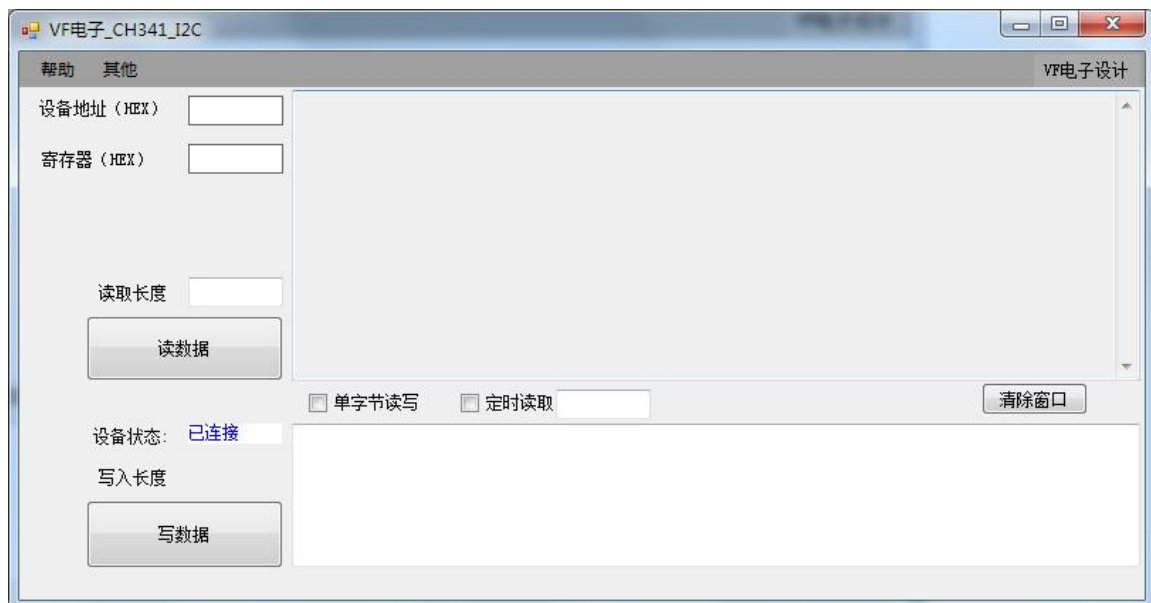 VF电子_CH341_I2C
帮助 其他 VF电子设计
设备地址（HEX）
寄存器（HEX）
读取长度
读数据
单字节读写 定时读取 清除窗口
设备状态: 已连接
写入长度
写数据